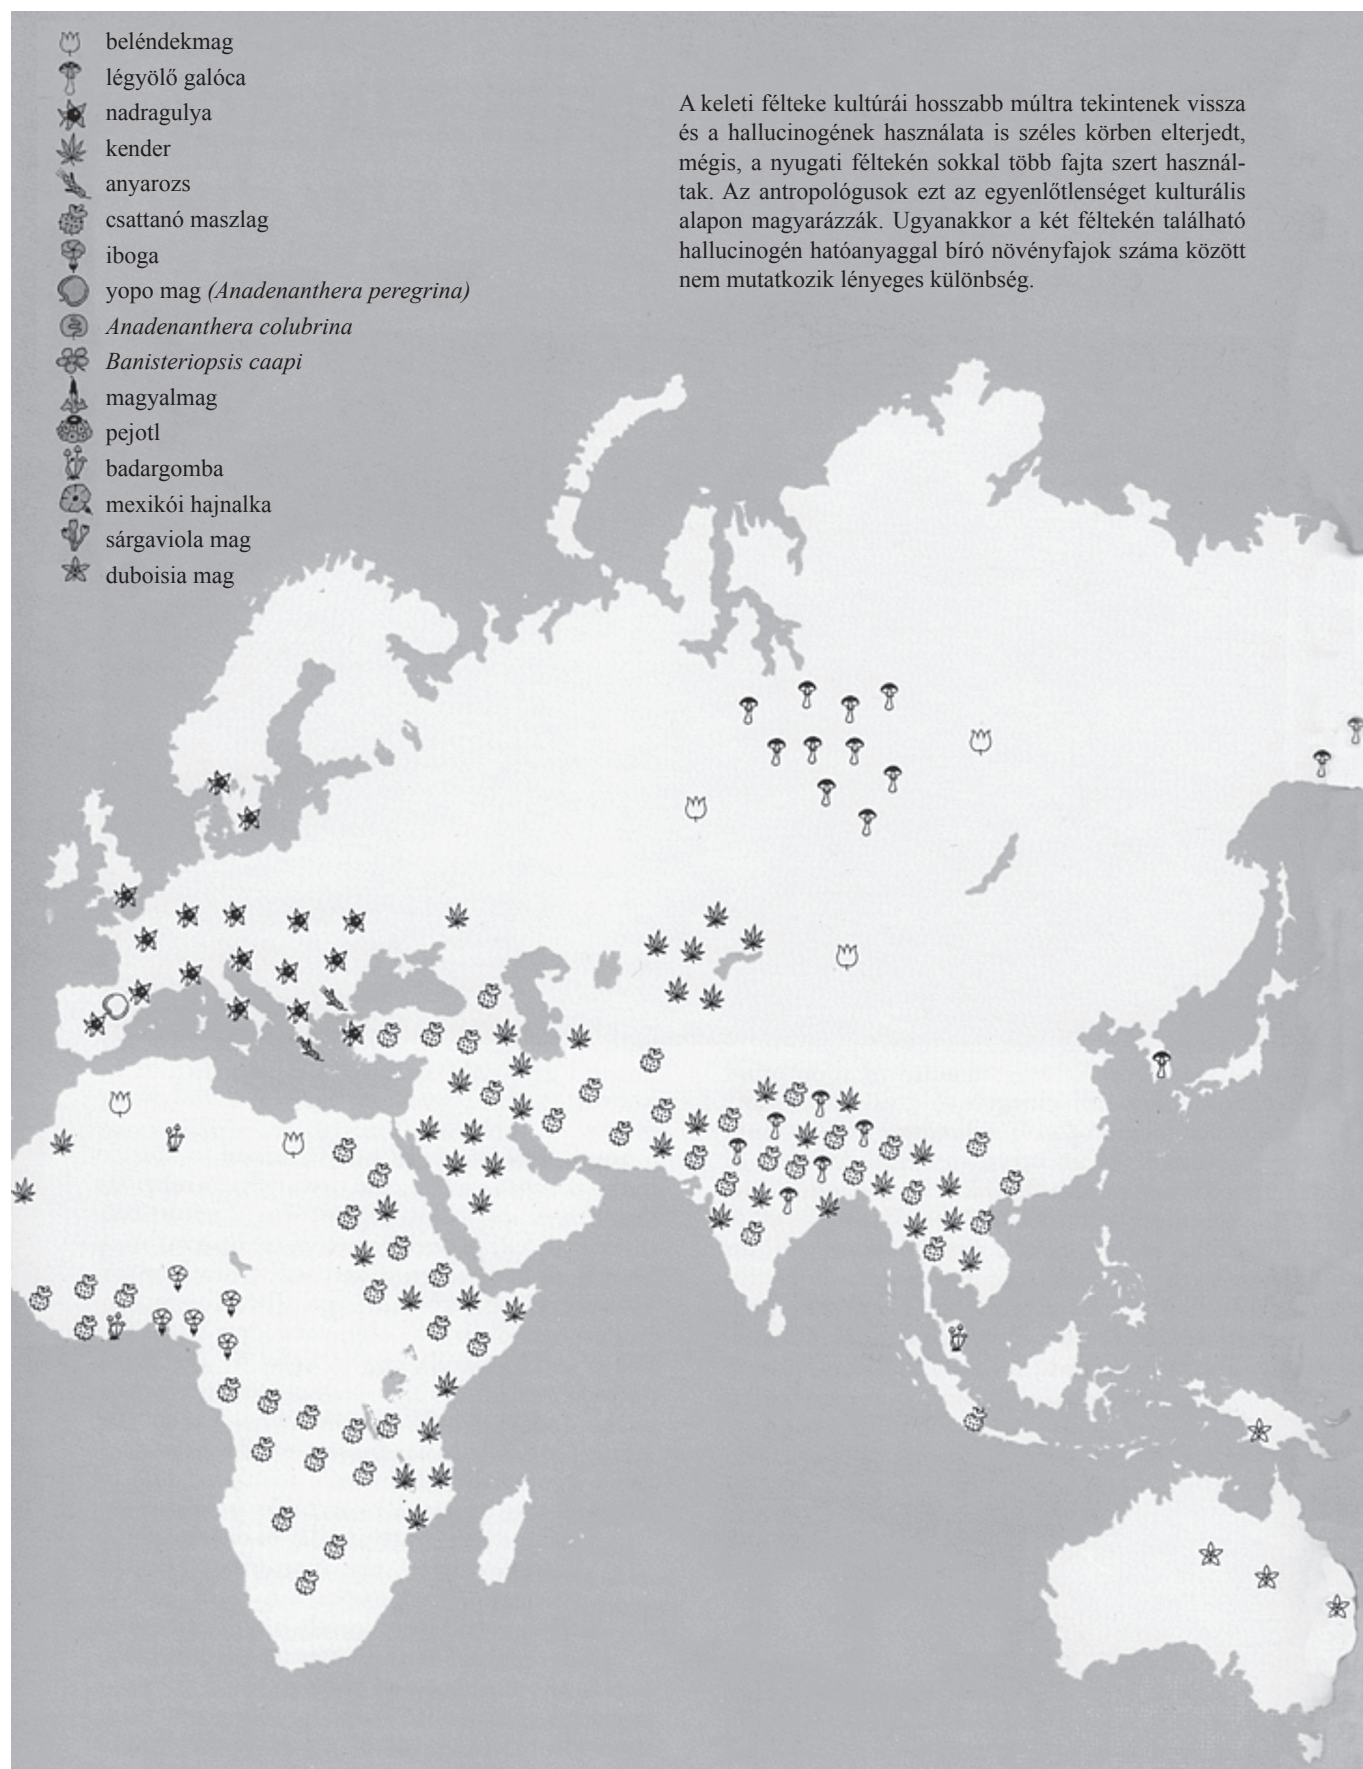 beléndekmag
légyölő galóca
nadragulya
kender
anyarozs
csattanó maszlag
iboga
yopo mag (Anadenanthera peregrina)
Anadenanthera colubrina
Banisteriopsis caapi
magyalmag
pejotl
badargomba
mexikói hajnalka
sárgaviola mag
duboisia mag
A keleti félteke kultúrái hosszabb múltra tekintenek vissza
és a hallucinogének használata is széles körben elterjedt,
mégis, a nyugati féltekén sokkal több fajta szert használ-
tak. Az antropológusok ezt az egyenlőtlenséget kulturális
alapon magyarázzák. Ugyanakkor a két féltekén található
hallucinogén hatóanyaggal bíró növényfajok száma között
nem mutatkozik lényeges különbség.